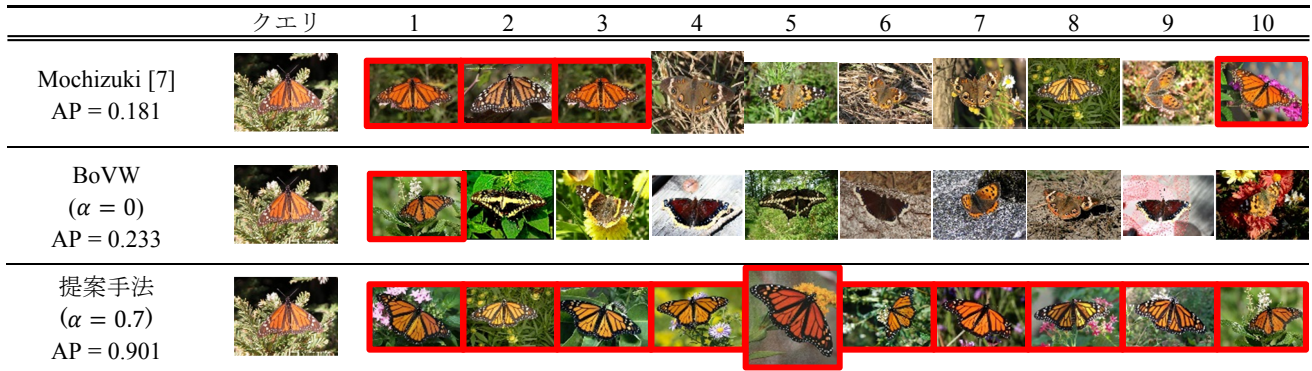 クエリ 1 2 3 4 5 6 7 8 9 10
Mochizuki [7]
AP = 0.181
BoVW
(α = 0)
AP = 0.233
提案手法
(α = 0.7)
AP = 0.901